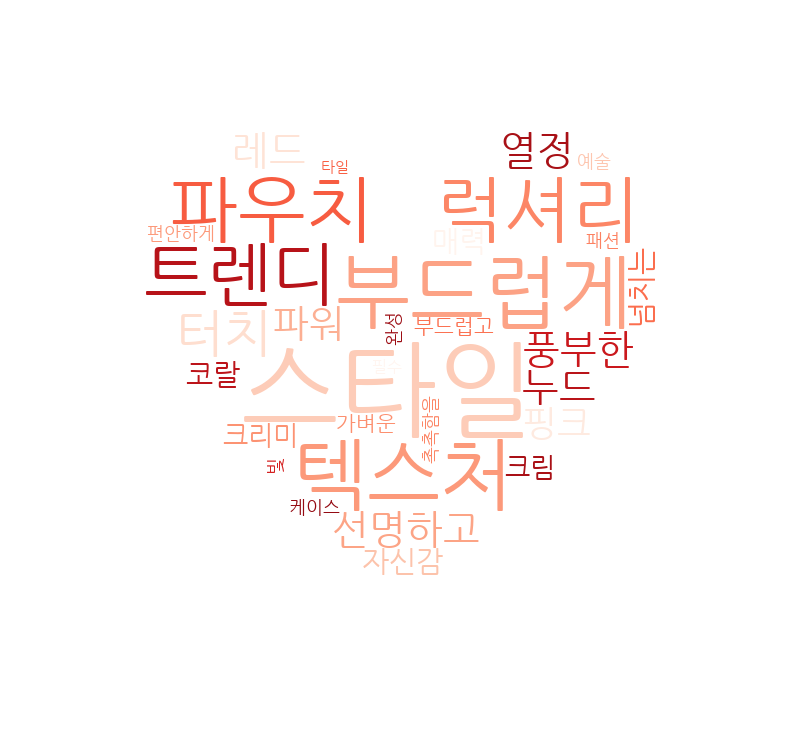 레드
열정
타일
예술
파우치
럭셔리
편안하게
매력
패션
트렌디
부드럽게
넘치는
터치
파워
완성
부드럽고
풍부한
스타일
코랄
누드
가벼운
촉촉함을
핑크
크리미
텍스처
크림
빛
케이스
선명하고
자신감